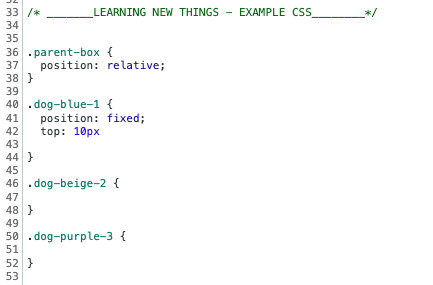 33 /* _______LEARNING NEW THINGS - EXAMPLE CSS________*/
34
35
36 .parent-box {
37   position: relative;
38 }
39
40 .dog-blue-1 {
41   position: fixed;
42   top: 10px
43
44 }
45
46 .dog-beige-2 {
47
48 }
49
50 .dog-purple-3 {
51
52 }
53